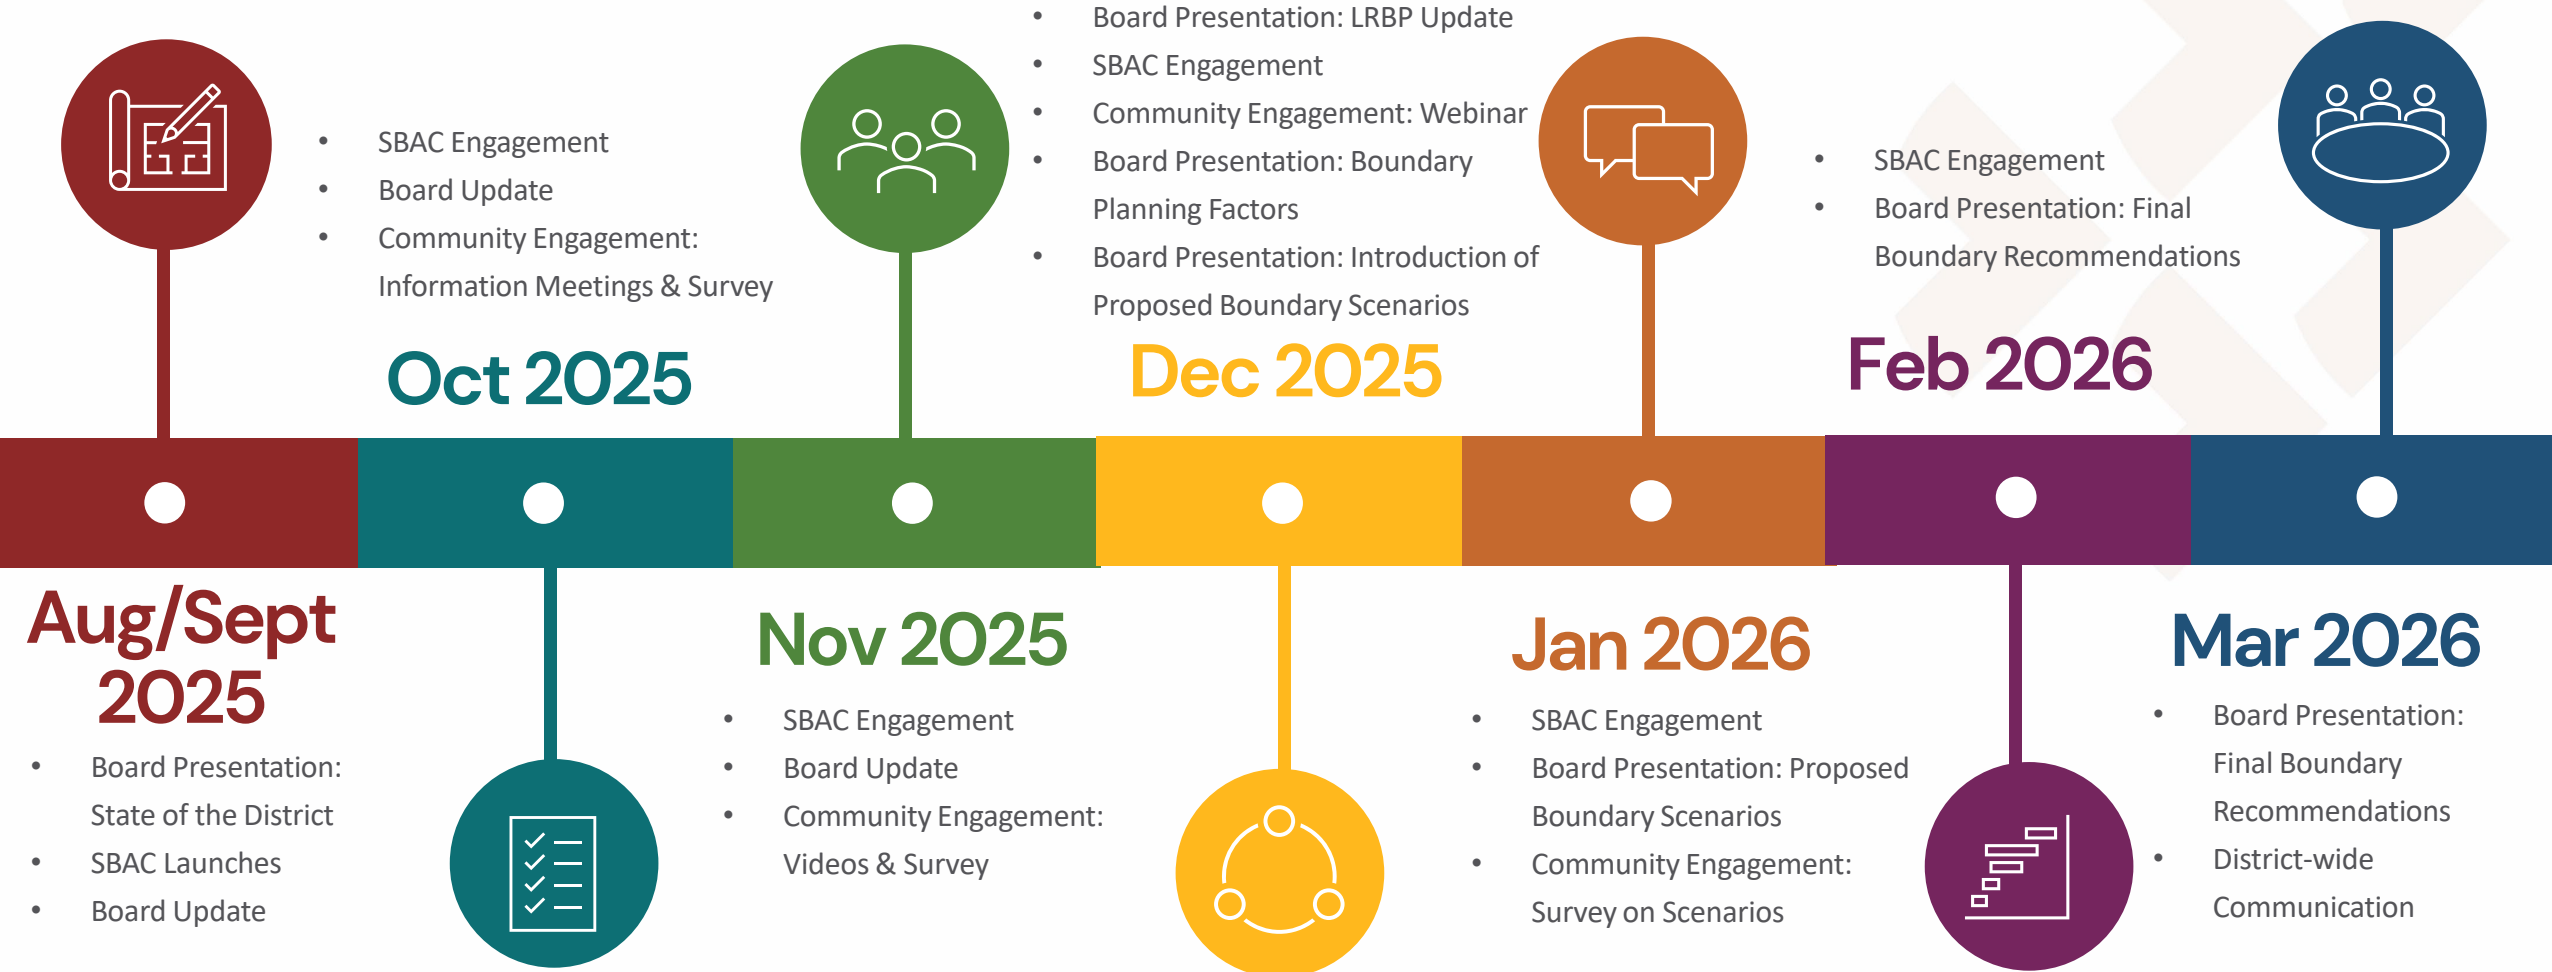 Aug/Sept
2025
• Board Presentation:
State of the District
• SBAC Launches
• Board Update
• SBAC Engagement
• Board Update
• Community Engagement:
Information Meetings & Survey
Oct 2025
Nov 2025
• SBAC Engagement
• Board Update
• Community Engagement:
Videos & Survey
• Board Presentation: LRBP Update
• SBAC Engagement
• Community Engagement: Webinar
• Board Presentation: Boundary
Planning Factors
• Board Presentation: Introduction of
Proposed Boundary Scenarios
Dec 2025
Jan 2026
• SBAC Engagement
• Board Presentation: Proposed
Boundary Scenarios
• Community Engagement:
Survey on Scenarios
• SBAC Engagement
• Board Presentation: Final
Boundary Recommendations
Feb 2026
Mar 2026
• Board Presentation:
Final Boundary
Recommendations
• District-wide
Communication